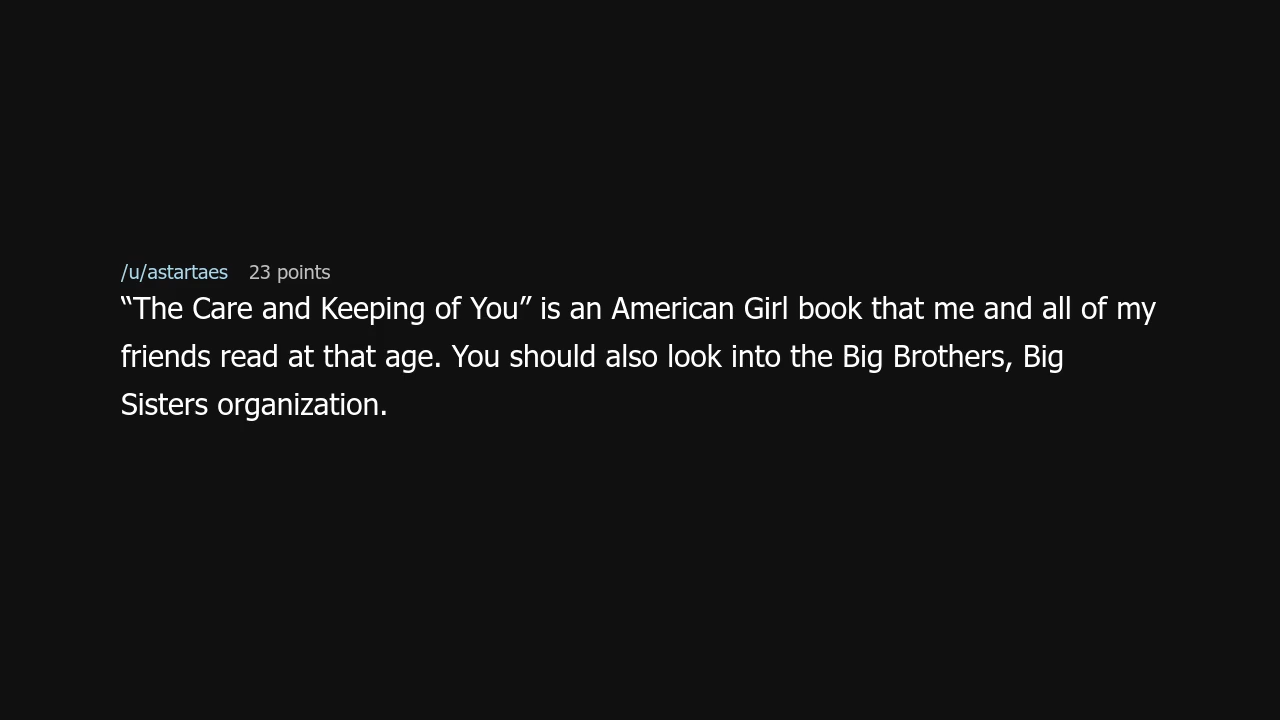 /u/astartaes 23 points
“The Care and Keeping of You” is an American Girl book that me and all of my
friends read at that age. You should also look into the Big Brothers, Big
Sisters organization.